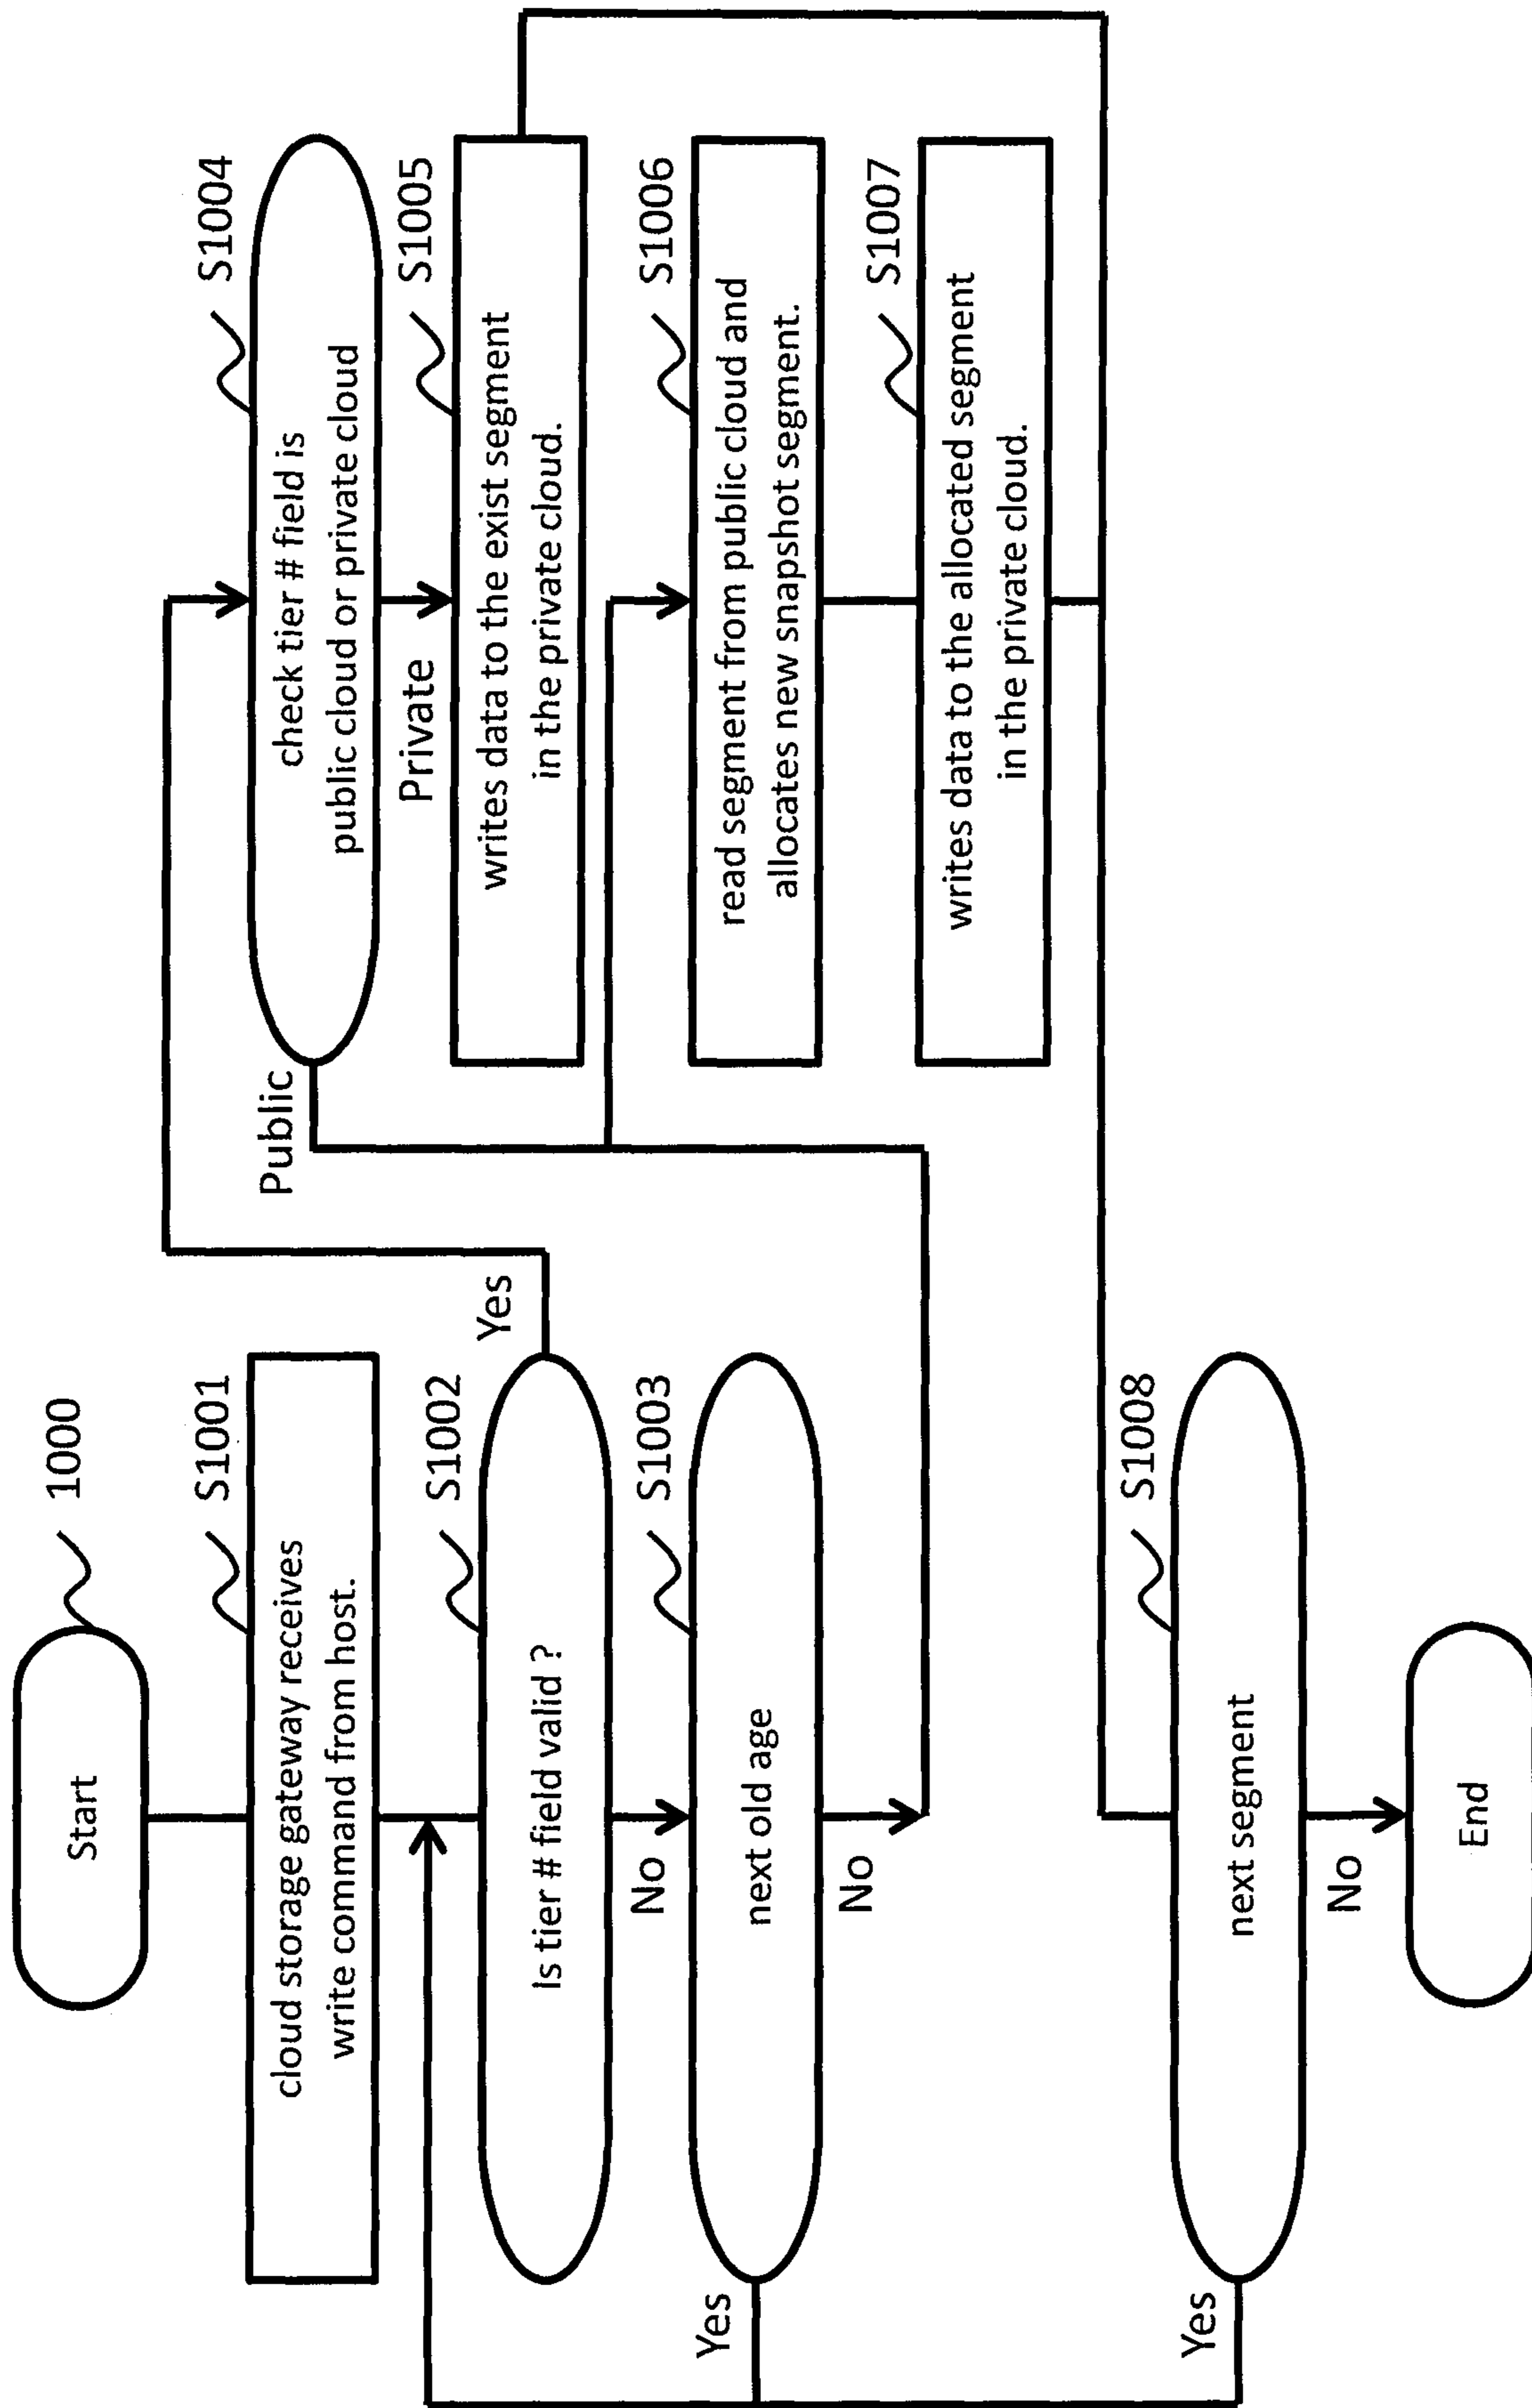 Start
1000
S1001
cloud storage gateway receives
write command from host.
S1002
Is tier # field valid ?
Yes
No
S1003
next old age
Yes
No
S1004
check tier # field is
public cloud or private cloud
Public
Private
S1005
writes data to the exist segment
in the private cloud.
S1006
read segment from public cloud and
allocates new snapshot segment.
S1007
writes data to the allocated segment
in the private cloud.
S1008
next segment
Yes
No
End